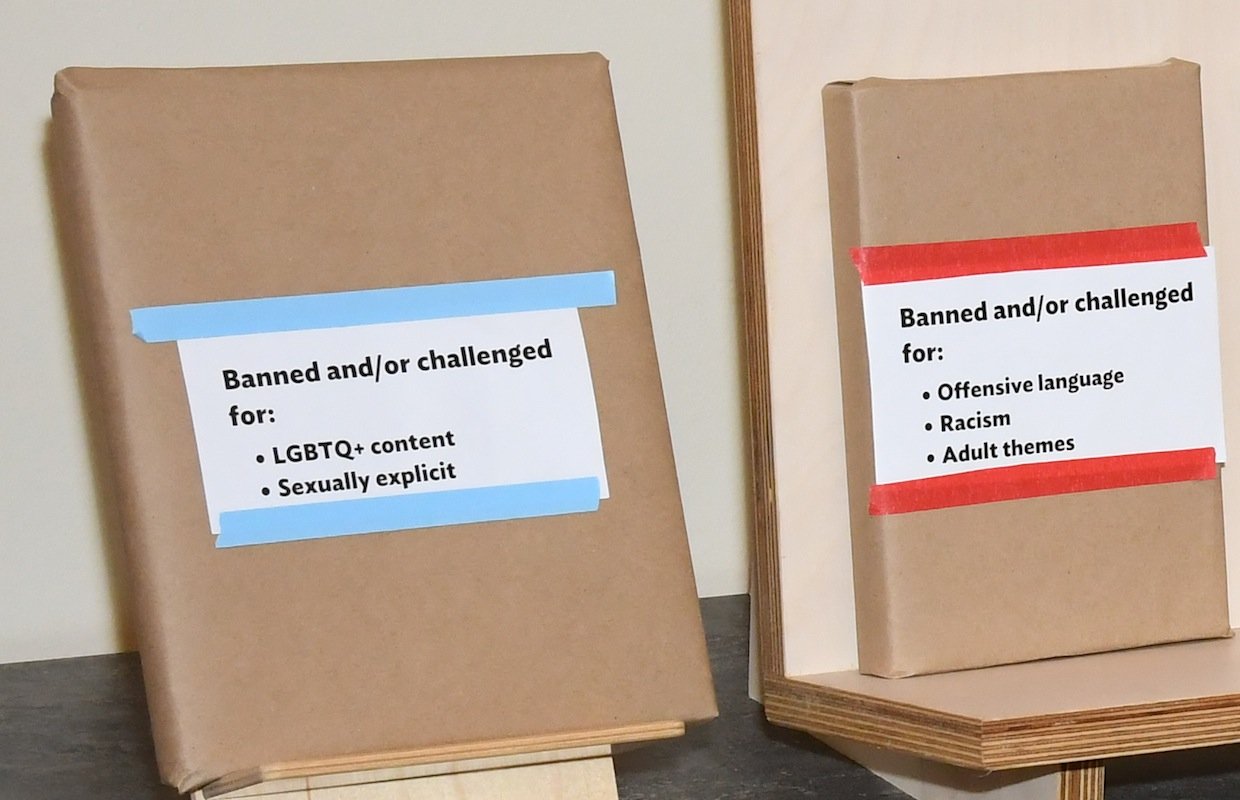 Banned and/or challenged
for:
• LGBTQ+ content
• Sexually explicit
Banned and/or challenged
for:
• Offensive language
• Racism
• Adult themes